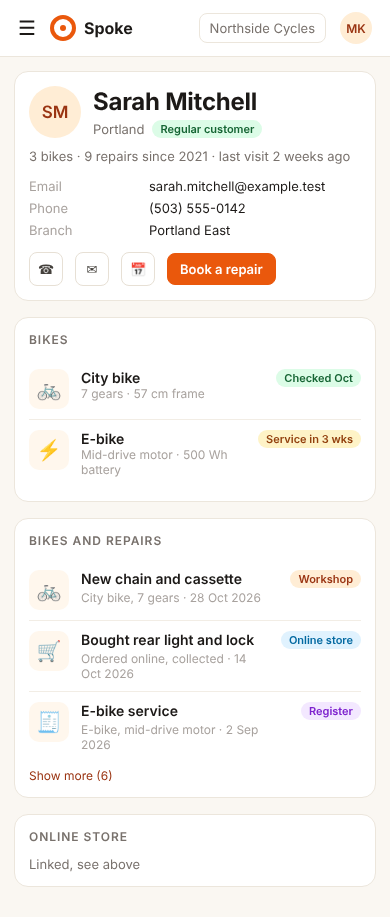 Spoke
Northside Cycles
MK
SM
Sarah Mitchell
Portland
Regular customer
3 bikes · 9 repairs since 2021 · last visit 2 weeks ago
Email
sarah.mitchell@example.test
Phone
(503) 555-0142
Branch
Portland East
Book a repair
BIKES
City bike
Checked Oct
7 gears · 57 cm frame
E-bike
Service in 3 wks
Mid-drive motor · 500 Wh
battery
BIKES AND REPAIRS
New chain and cassette
Workshop
City bike, 7 gears · 28 Oct 2026
Bought rear light and lock
Online store
Ordered online, collected · 14
Oct 2026
E-bike service
Register
E-bike, mid-drive motor · 2 Sep
2026
Show more (6)
ONLINE STORE
Linked, see above